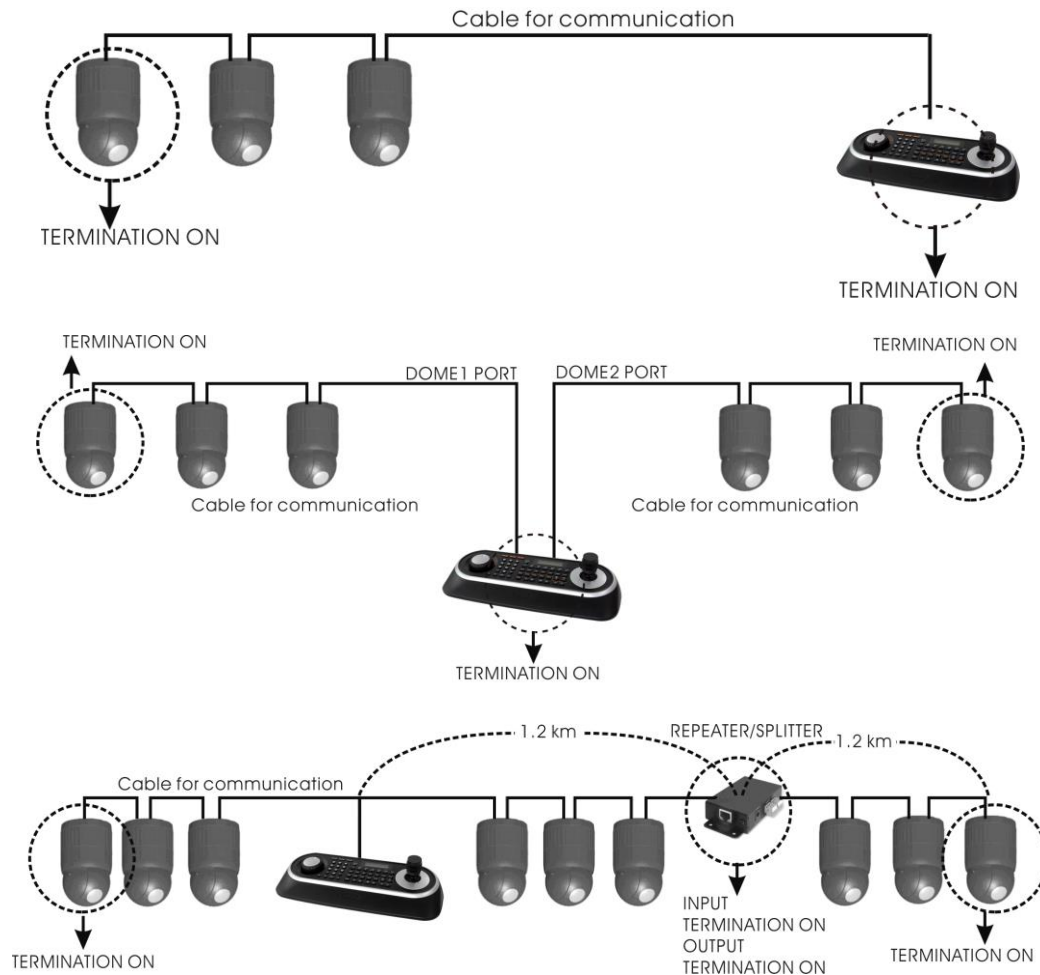 Cable for communication
TERMINATION ON
TERMINATION ON
TERMINATION ON
TERMINATION ON
DOME1 PORT
DOME2 PORT
Cable for communication
Cable for communication
TERMINATION ON
1.2 km
REPEATER/SPLITTER
1.2 km
Cable for communication
TERMINATION ON
INPUT
TERMINATION ON
OUTPUT
TERMINATION ON
TERMINATION ON